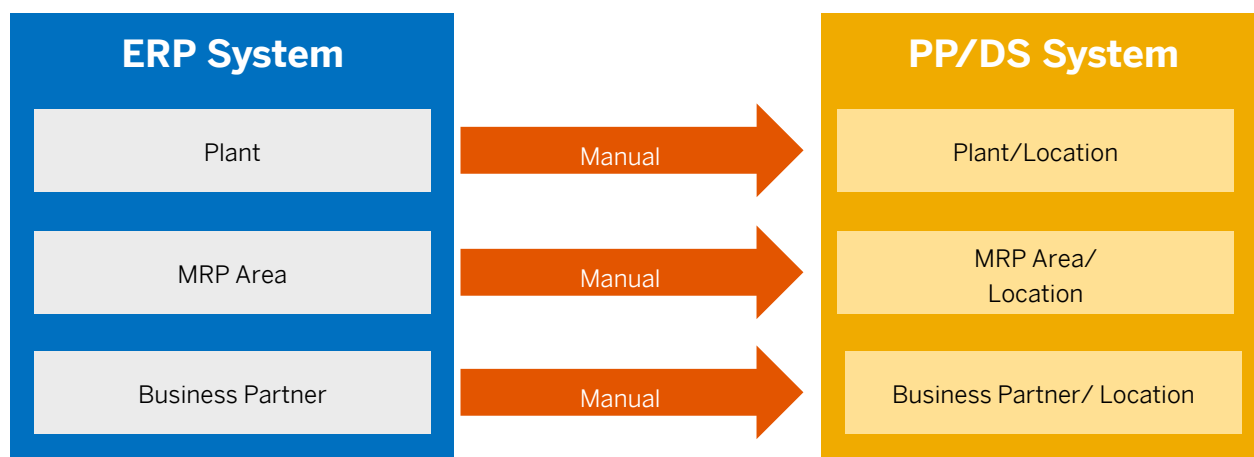 ERP System
PP/DS System
Plant
Manual
Plant/Location
MRP Area
Manual
MRP Area/
Location
Business Partner
Manual
Business Partner/ Location